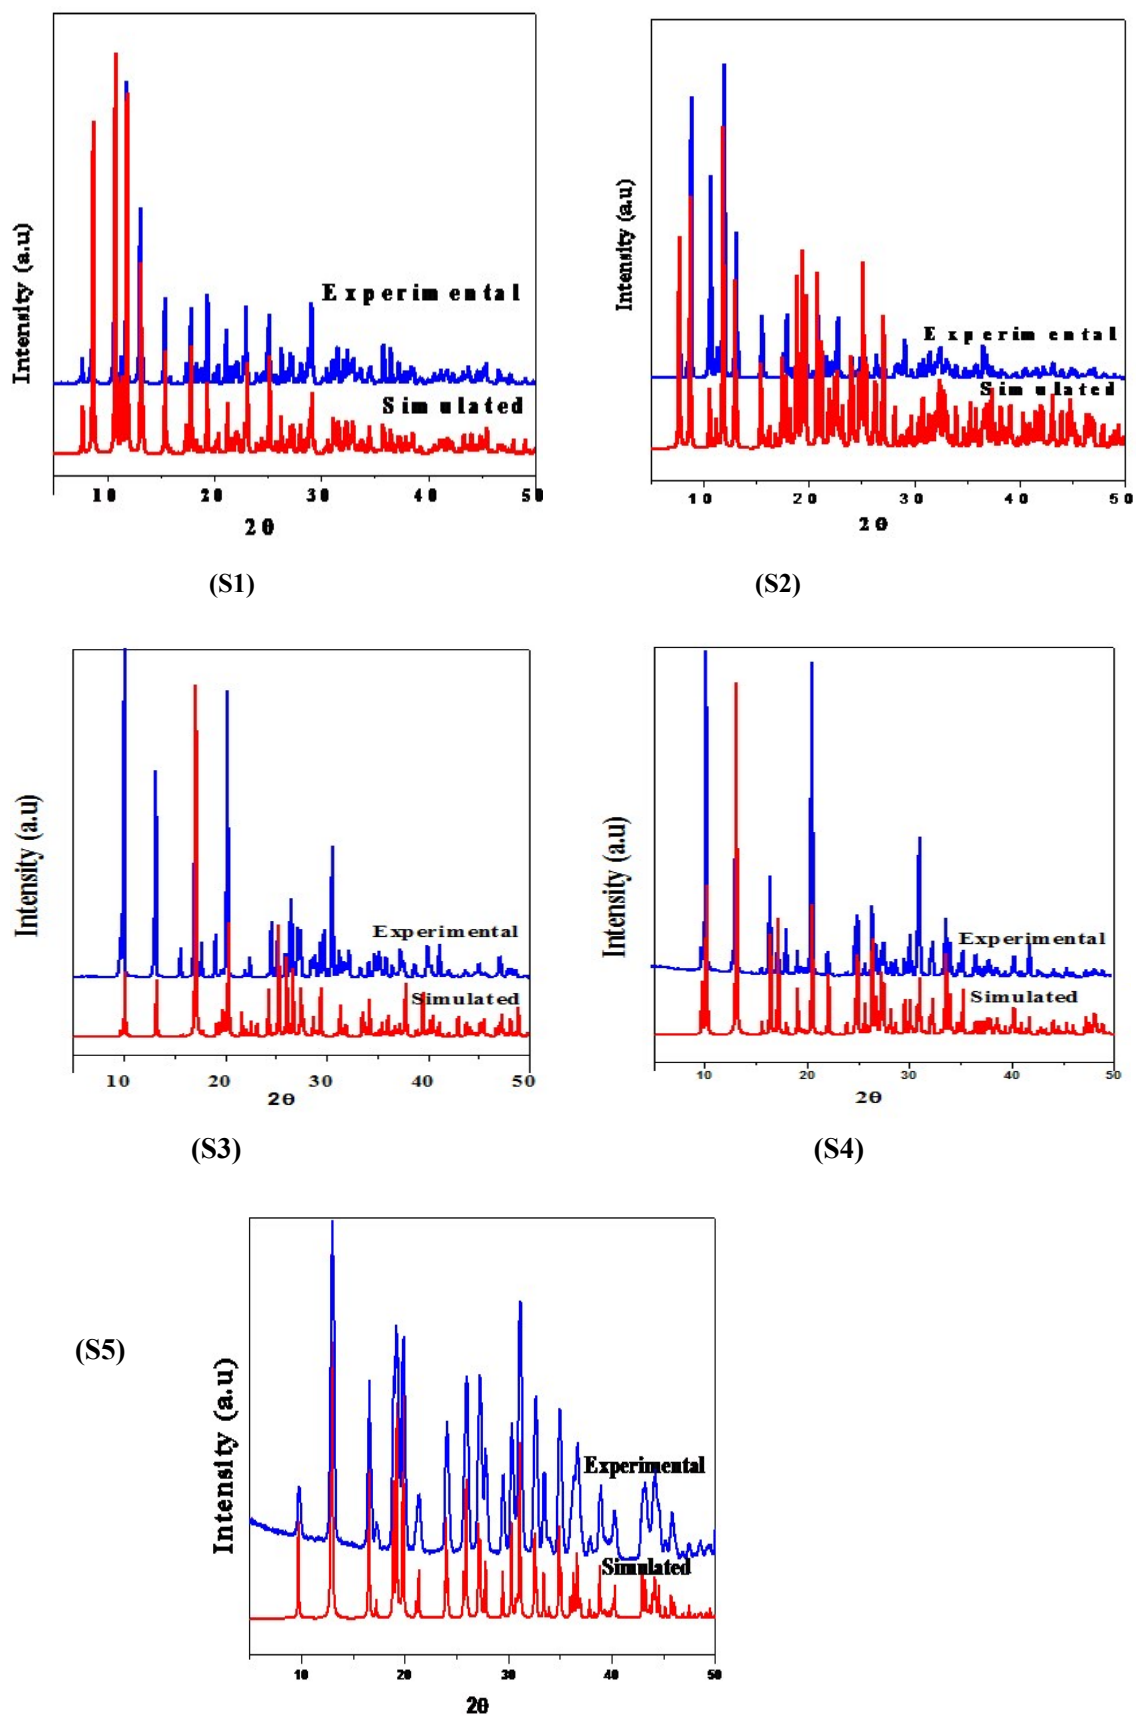 Intensity (a.u)
Experimental
Simulated
10 20 30 40 50
2θ
(S1)
Intensity (a.u)
Experimental
Simulated
10 20 30 40 50
2θ
(S2)
Intensity (a.u)
Experimental
Simulated
10 20 30 40 50
2θ
(S3)
Intensity (a.u)
Experimental
Simulated
10 20 30 40 50
2θ
(S4)
(S5)
Intensity (a.u)
Experimental
Simulated
10 20 30 40 50
2θ